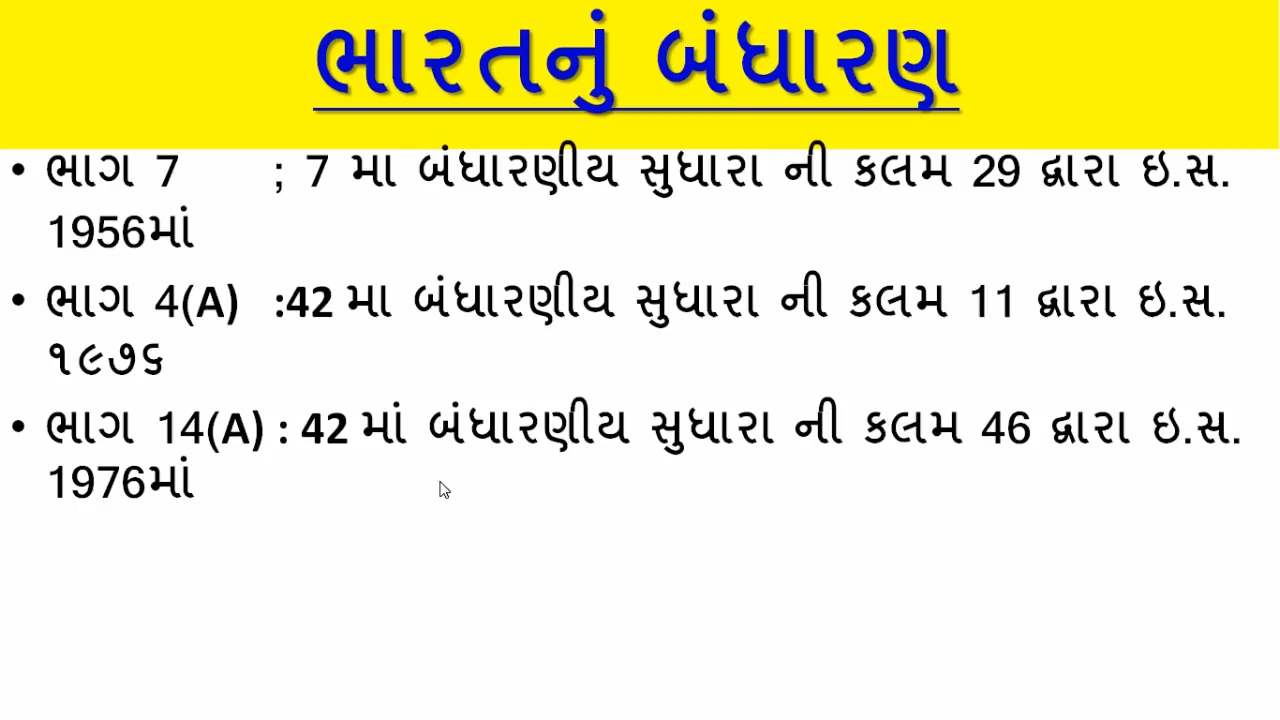 ભારતનું બંધારણ
• ભાગ 7 ; 7 મા બંધારણીય સુધારા ની કલમ 29 દ્વારા ઇ.સ.
1956માં
• ભાગ 4(A) :42 મા બંધારણીય સુધારા ની કલમ 11 દ્વારા ઇ.સ.
૧૯૭૬
• ભાગ 14(A) : 42 માં બંધારણીય સુધારા ની કલમ 46 દ્વારા ઇ.સ.
1976માં